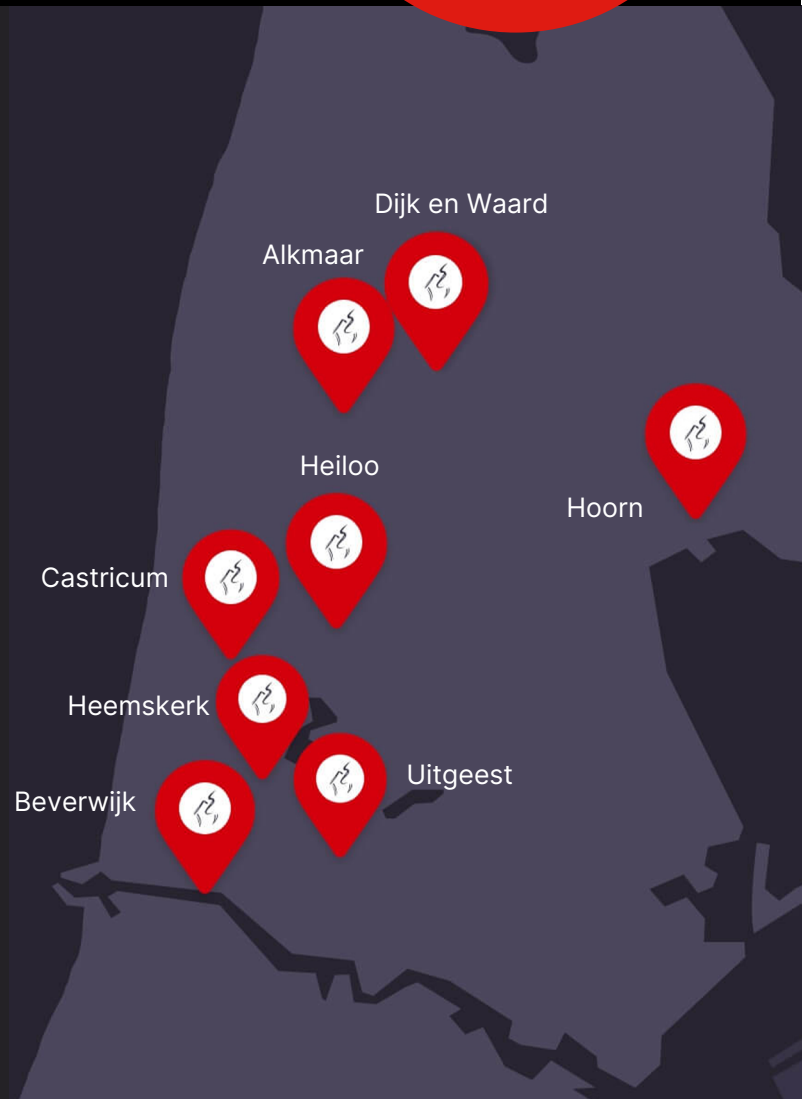 Dijk en Waard
Alkmaar
Heiloo
Hoorn
Castricum
Heemskerk
Uitgeest
Beverwijk